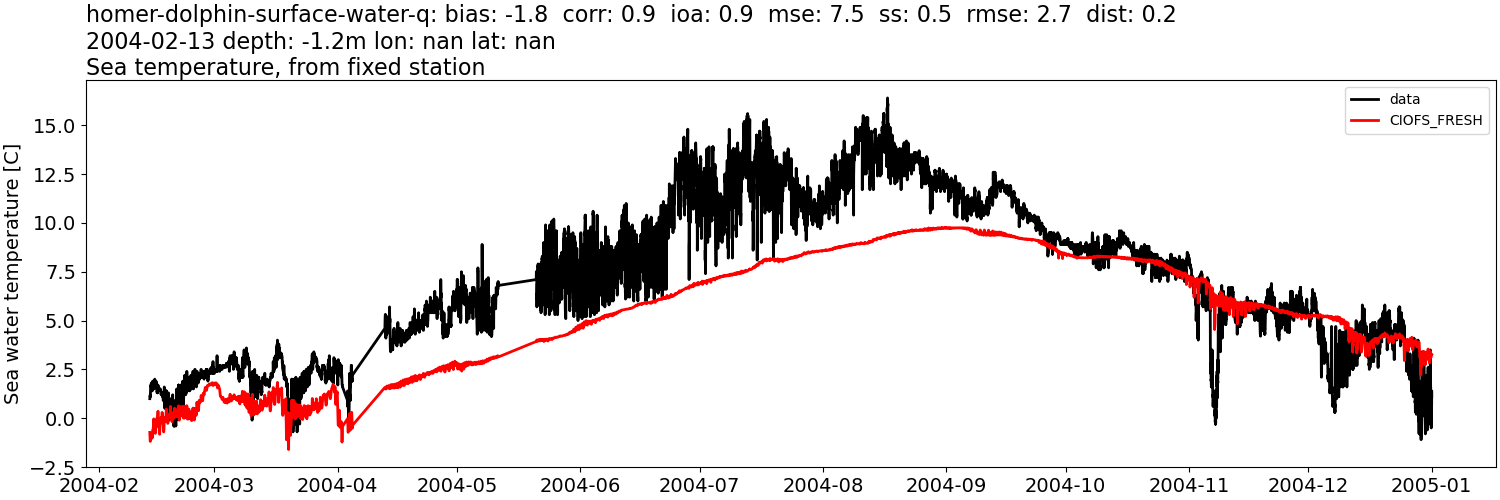 homer-dolphin-surface-water-q: bias: -1.8  corr: 0.9  ioa: 0.9  mse: 7.5  ss: 0.5  rmse: 2.7  dist: 0.2
2004-02-13 depth: -1.2m lon: nan lat: nan
Sea temperature, from fixed station
data
CIOFS_FRESH
Sea water temperature [C]
15.0
12.5
10.0
7.5
5.0
2.5
0.0
−2.5
2004-02 2004-03 2004-04 2004-05 2004-06 2004-07 2004-08 2004-09 2004-10 2004-11 2004-12 2005-01